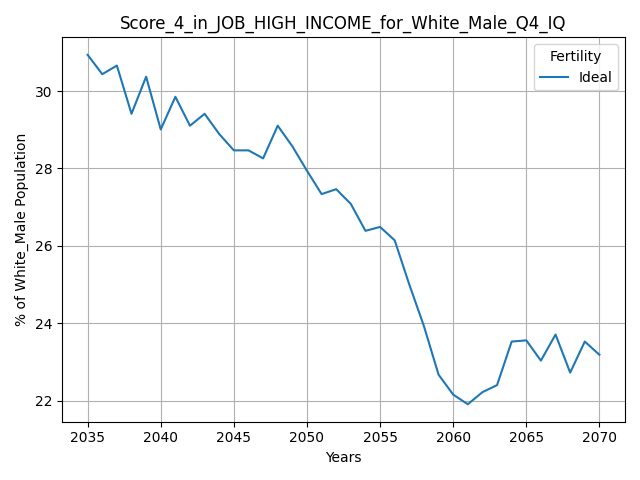 Score_4_in_JOB_HIGH_INCOME_for_White_Male_Q4_IQ
Fertility
Ideal
% of White_Male Population
30
28
26
24
22
2035 2040 2045 2050 2055 2060 2065 2070
Years